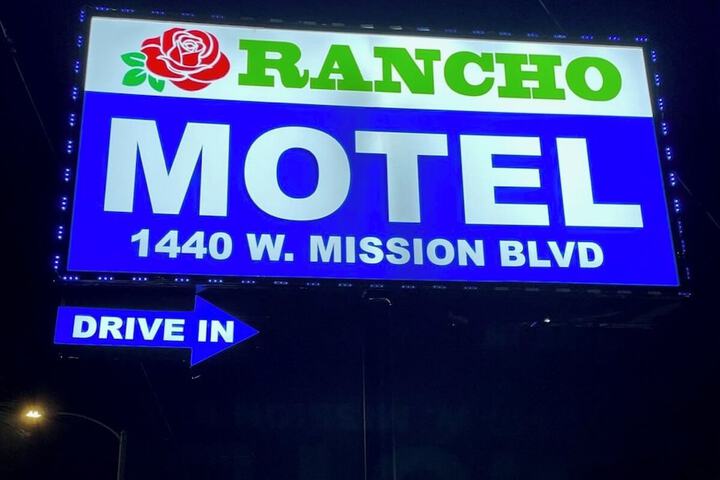 RANCHO
MOTEL
1440 W. MISSION BLVD
DRIVE IN